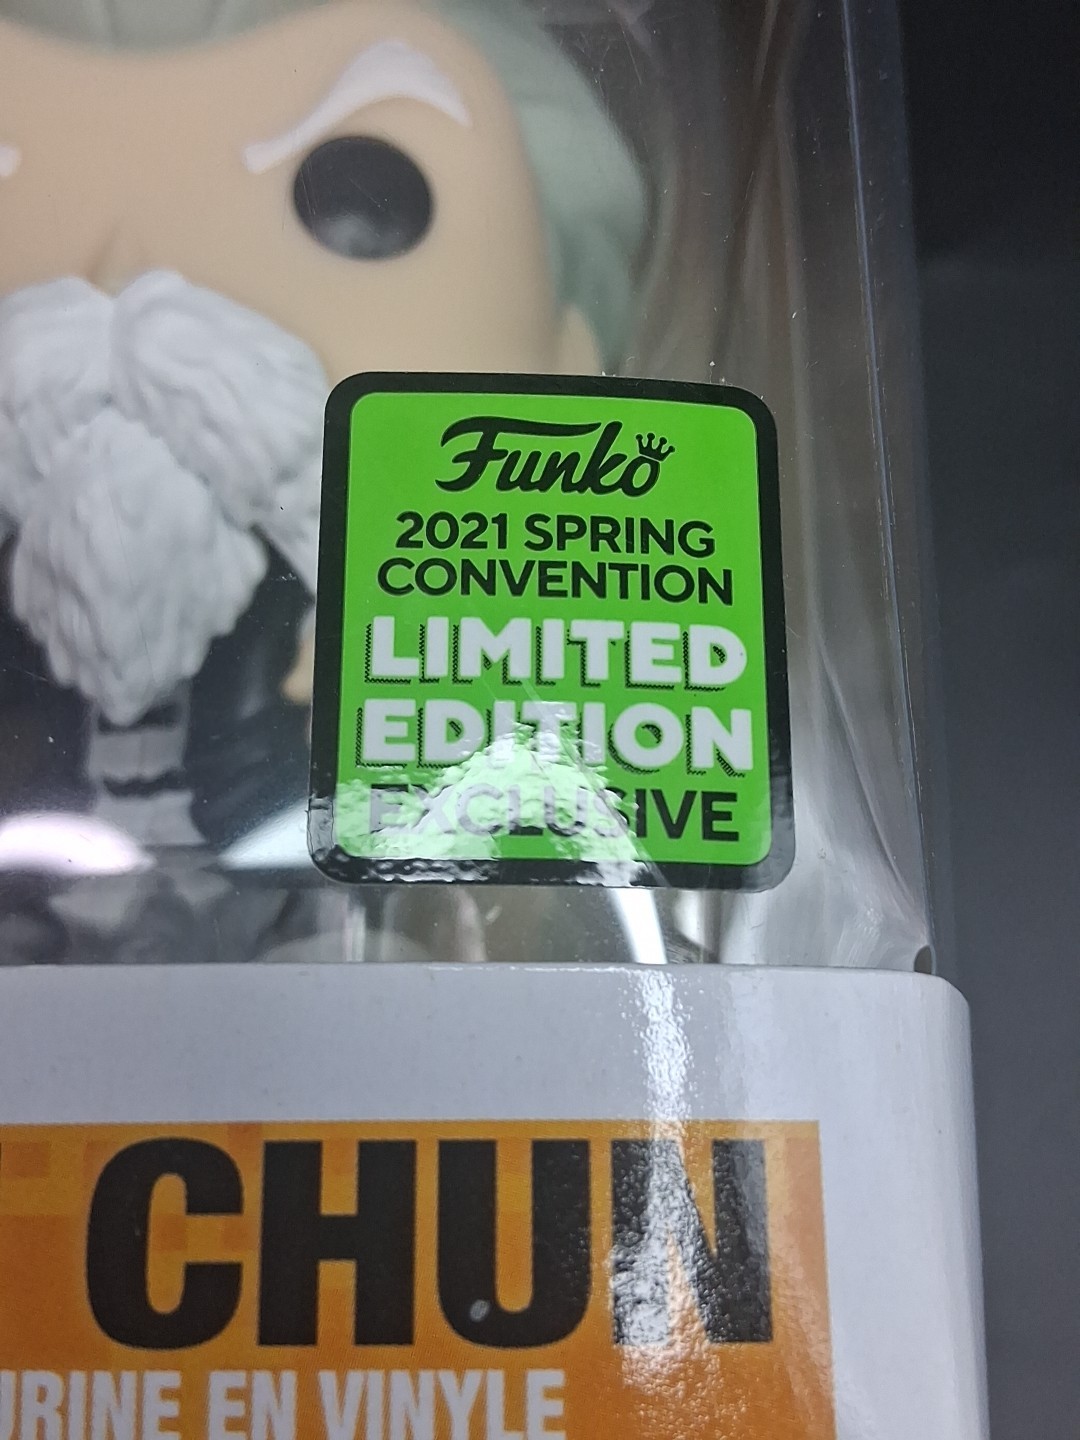 Funko
2021 SPRING
CONVENTION
LIMITED
EDITION
EXCLUSIVE
CHUN
URINE EN VINYLE